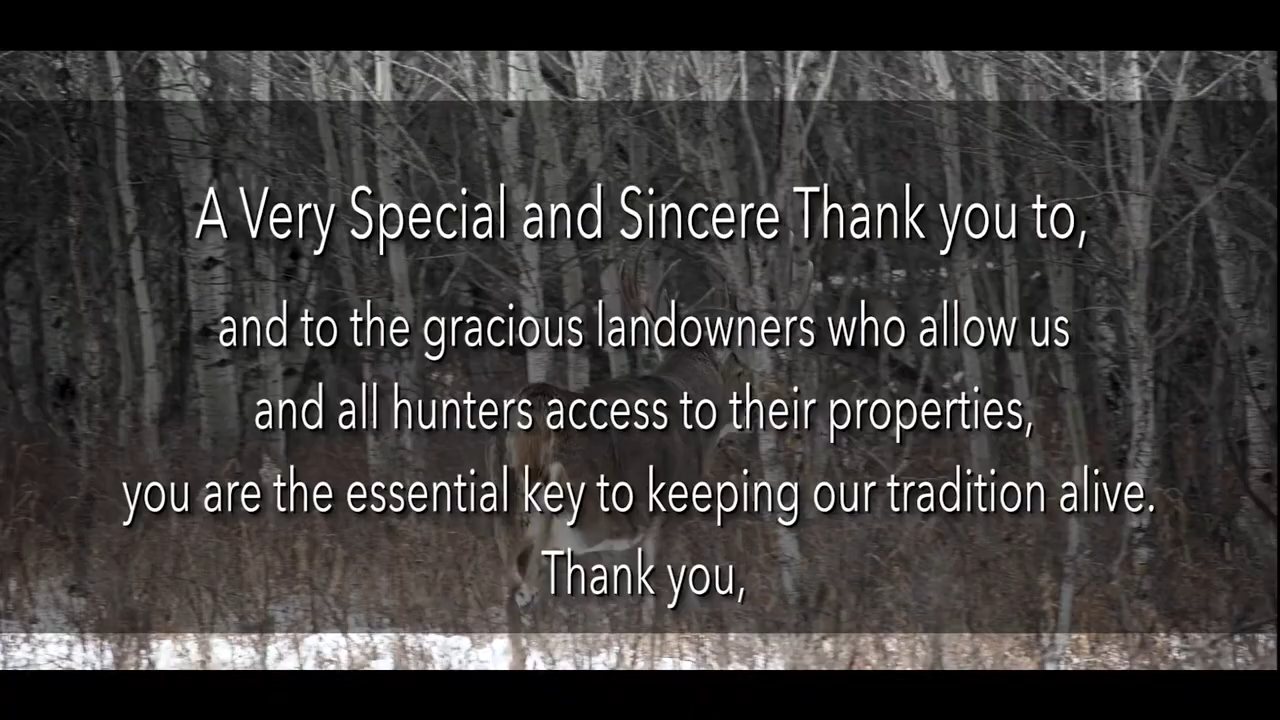 A Very Special and Sincere Thank you to,
and to the gracious landowners who allow us
and all hunters access to their properties,
you are the essential key to keeping our tradition alive.
Thank you,